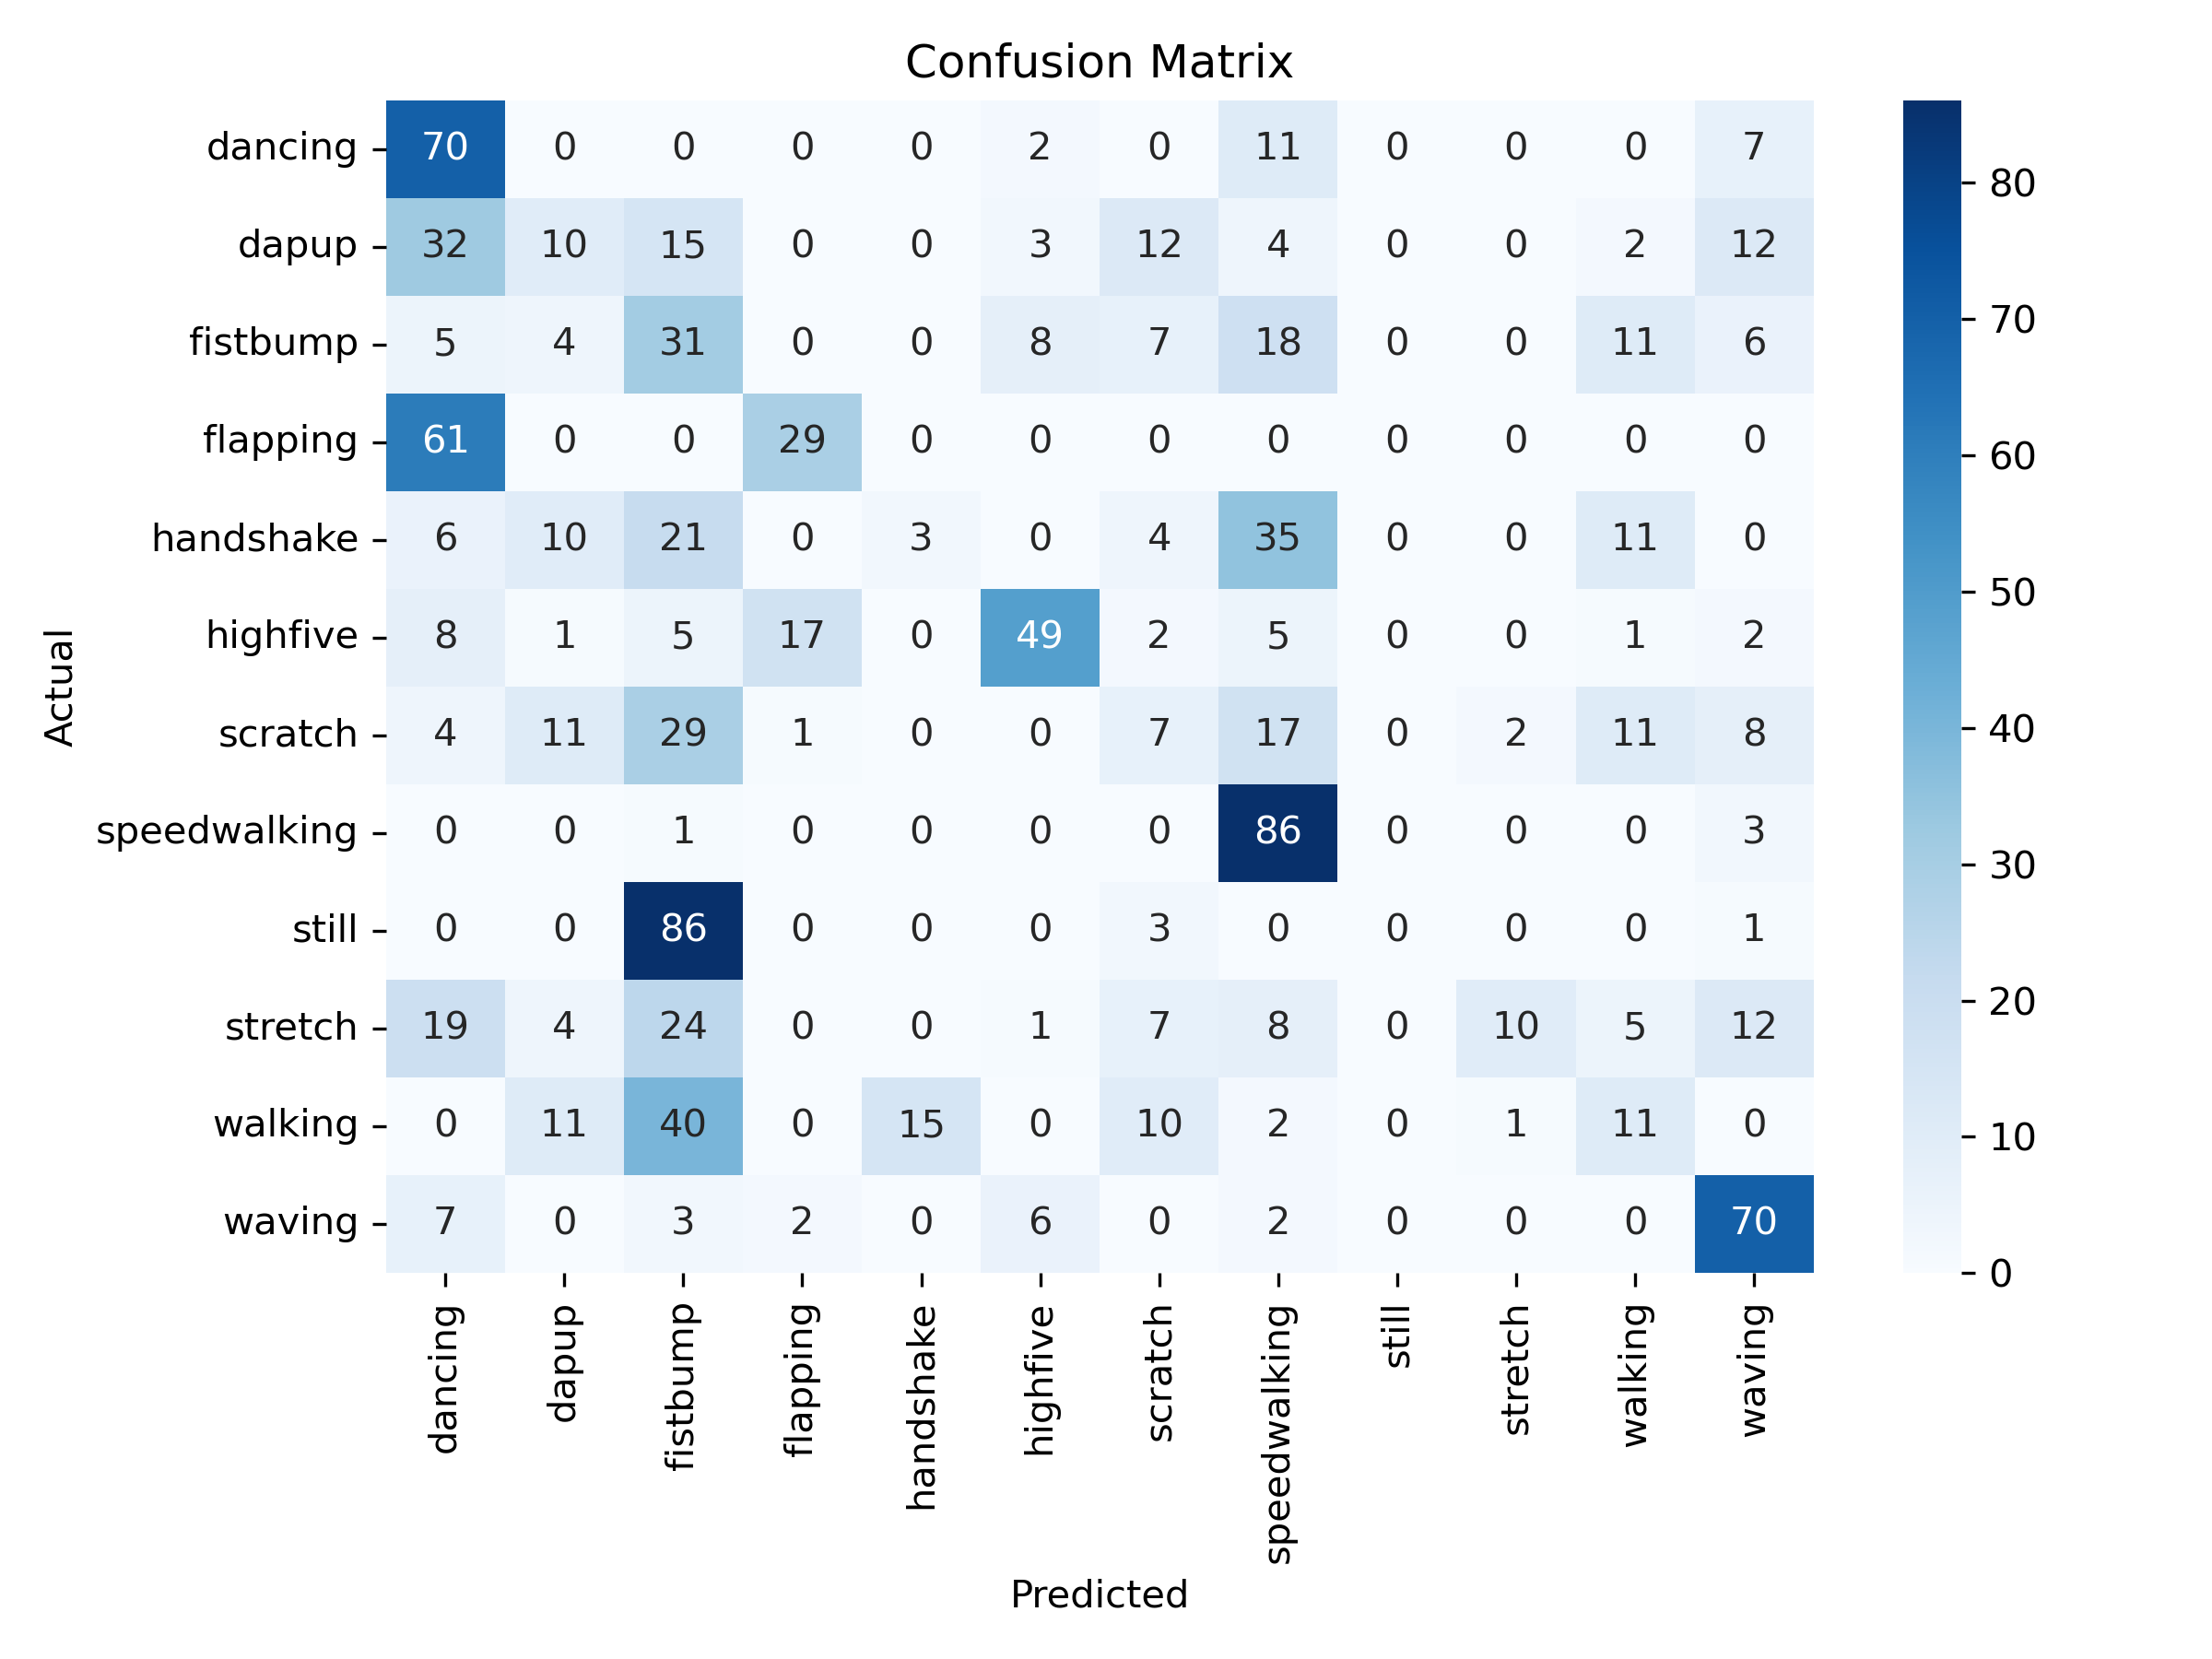 Confusion Matrix
dancing 70 0 0 0 0 2 0 11 0 0 0 7
dapup 32 10 15 0 0 3 12 4 0 0 2 12
fistbump 5 4 31 0 0 8 7 18 0 0 11 6
flapping 61 0 0 29 0 0 0 0 0 0 0 0
handshake 6 10 21 0 3 0 4 35 0 0 11 0
highfive 8 1 5 17 0 49 2 5 0 0 1 2
scratch 4 11 29 1 0 0 7 17 0 2 11 8
speedwalking 0 0 1 0 0 0 0 86 0 0 0 3
still 0 0 86 0 0 0 3 0 0 0 0 1
stretch 19 4 24 0 0 1 7 8 0 10 5 12
walking 0 11 40 0 15 0 10 2 0 1 11 0
waving 7 0 3 2 0 6 0 2 0 0 0 70
Actual
dancing dapup fistbump flapping handshake highfive scratch speedwalking still stretch walking waving
Predicted
80
70
60
50
40
30
20
10
0